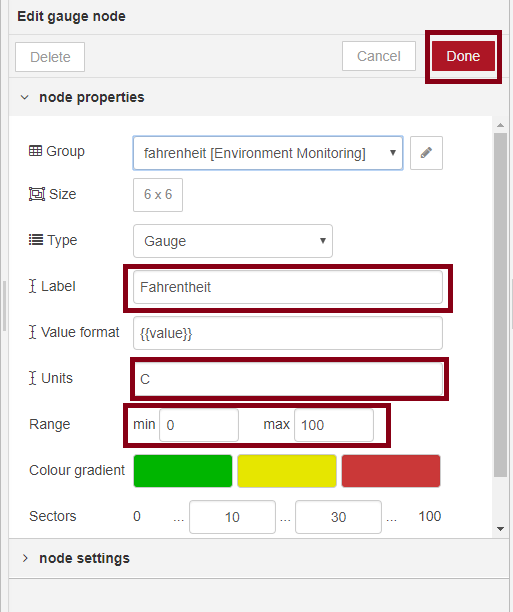 Edit gauge node
Delete Cancel Done
node properties
Group fahrenheit [Environment Monitoring]
Size 6 x 6
Type Gauge
Label Fahrentheit
Value format {{value}}
Units C
Range min 0 max 100
Colour gradient
Sectors 0 ... 10 ... 30 ... 100
node settings